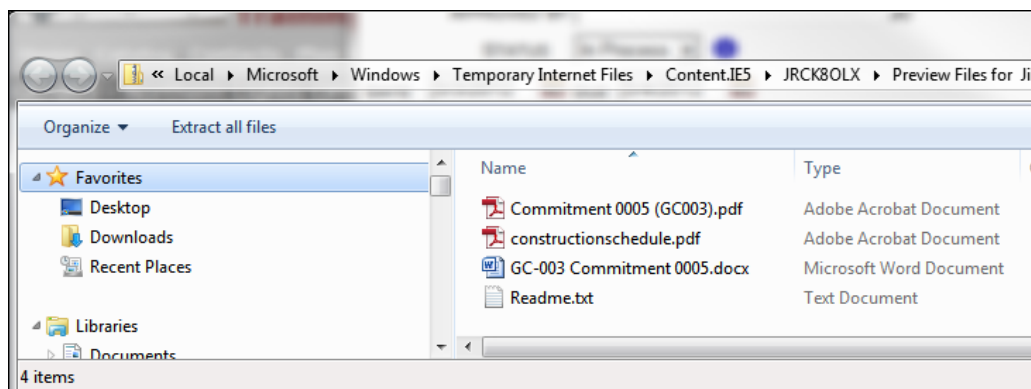 « Local ▸ Microsoft ▸ Windows ▸ Temporary Internet Files ▸ Content.IE5 ▸ JRCK8OLX ▸ Preview Files for Ji
Organize ▾ Extract all files
Favorites
Desktop
Downloads
Recent Places
Libraries
Documents
Name Type
Commitment 0005 (GC003).pdf Adobe Acrobat Document
constructionschedule.pdf Adobe Acrobat Document
GC-003 Commitment 0005.docx Microsoft Word Document
Readme.txt Text Document
4 items